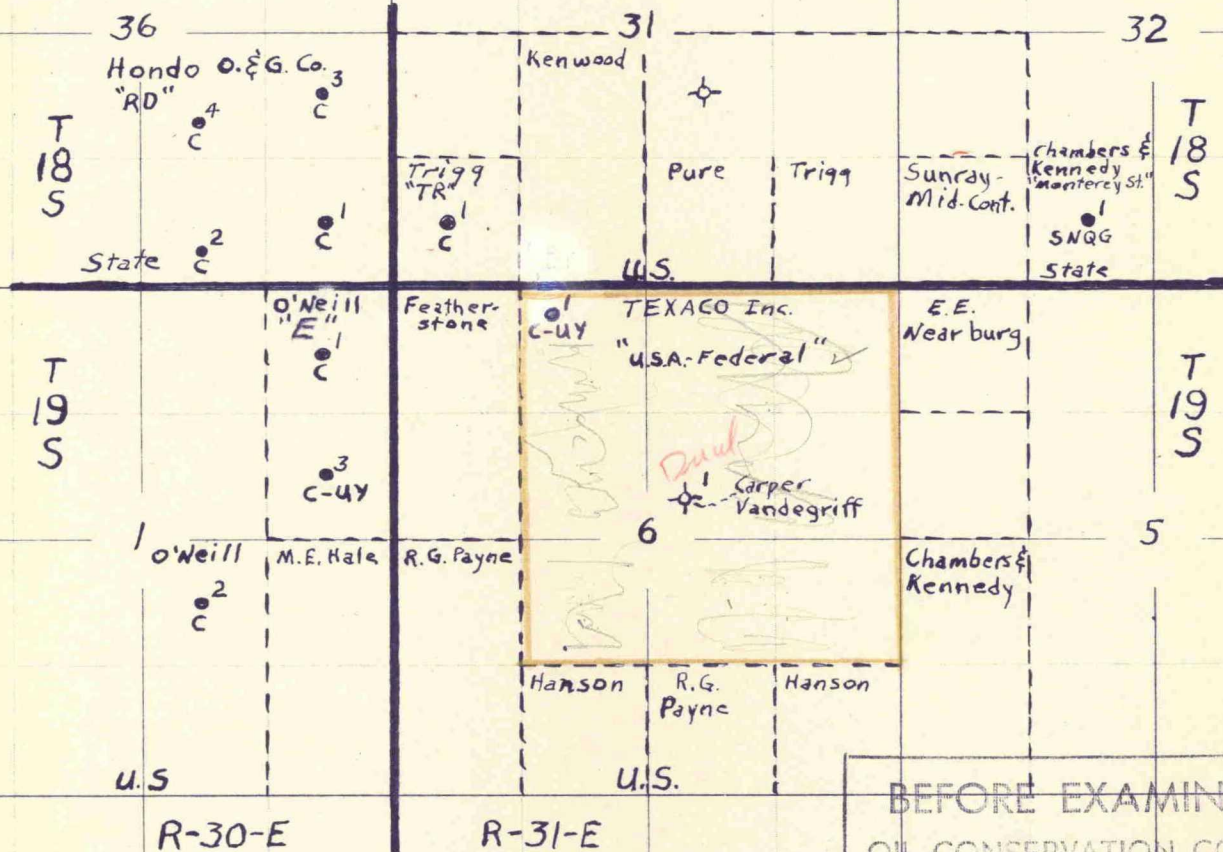 36
31
32
Hondo O.&G. Co.
"RD"
3
C
4
C
Kenwood
T
18
S
T
18
S
Trigg
"TR"
1
C
Pure
Trigg
Sunray-
Mid-Cont.
Chambers &
Kennedy
"Monterey St."
1
SNQG
State
1
C
2
C
State
U.S.
O'Neill
"E"
1
C
Feather-
stone
1
C-UY
TEXACO Inc.
"U.S.A.-Federal"
E.E.
Nearburg
T
19
S
T
19
S
3
C-UY
1
Carper
Vandegriff
1
6
5
O'Neill
2
C
M.E. Hale
R.G. Payne
Chambers &
Kennedy
Hanson
R.G.
Payne
Hanson
U.S
U.S.
R-30-E
R-31-E
BEFORE EXAMIN
OIL CONSERVATION CO